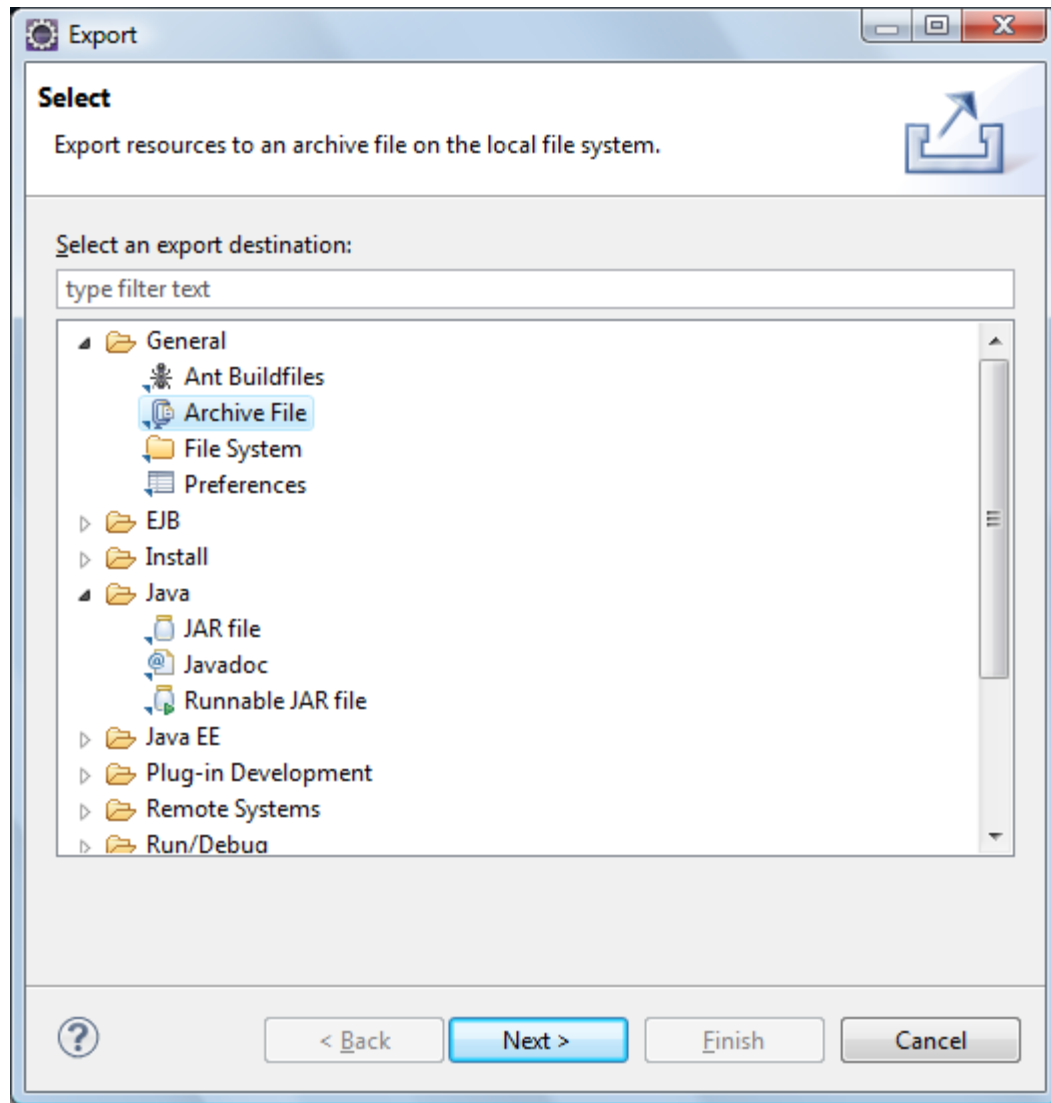 Export
Select
Export resources to an archive file on the local file system.
Select an export destination:
type filter text
General
Ant Buildfiles
Archive File
File System
Preferences
EJB
Install
Java
JAR file
Javadoc
Runnable JAR file
Java EE
Plug-in Development
Remote Systems
Run/Debug
? < Back Next > Finish Cancel